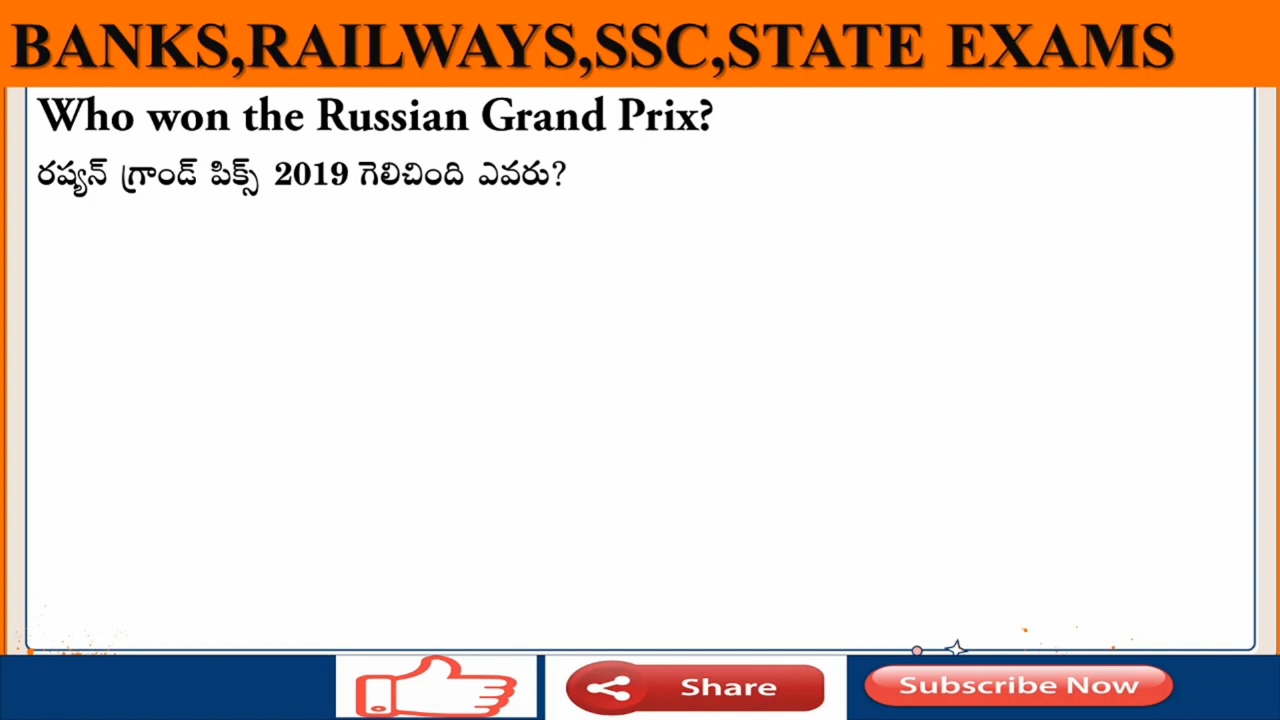 BANKS,RAILWAYS,SSC,STATE EXAMS
Who won the Russian Grand Prix?
రష్యన్ గ్రాండ్ పిక్స్ 2019 గెలిచింది ఎవరు?
Share
Subscribe Now